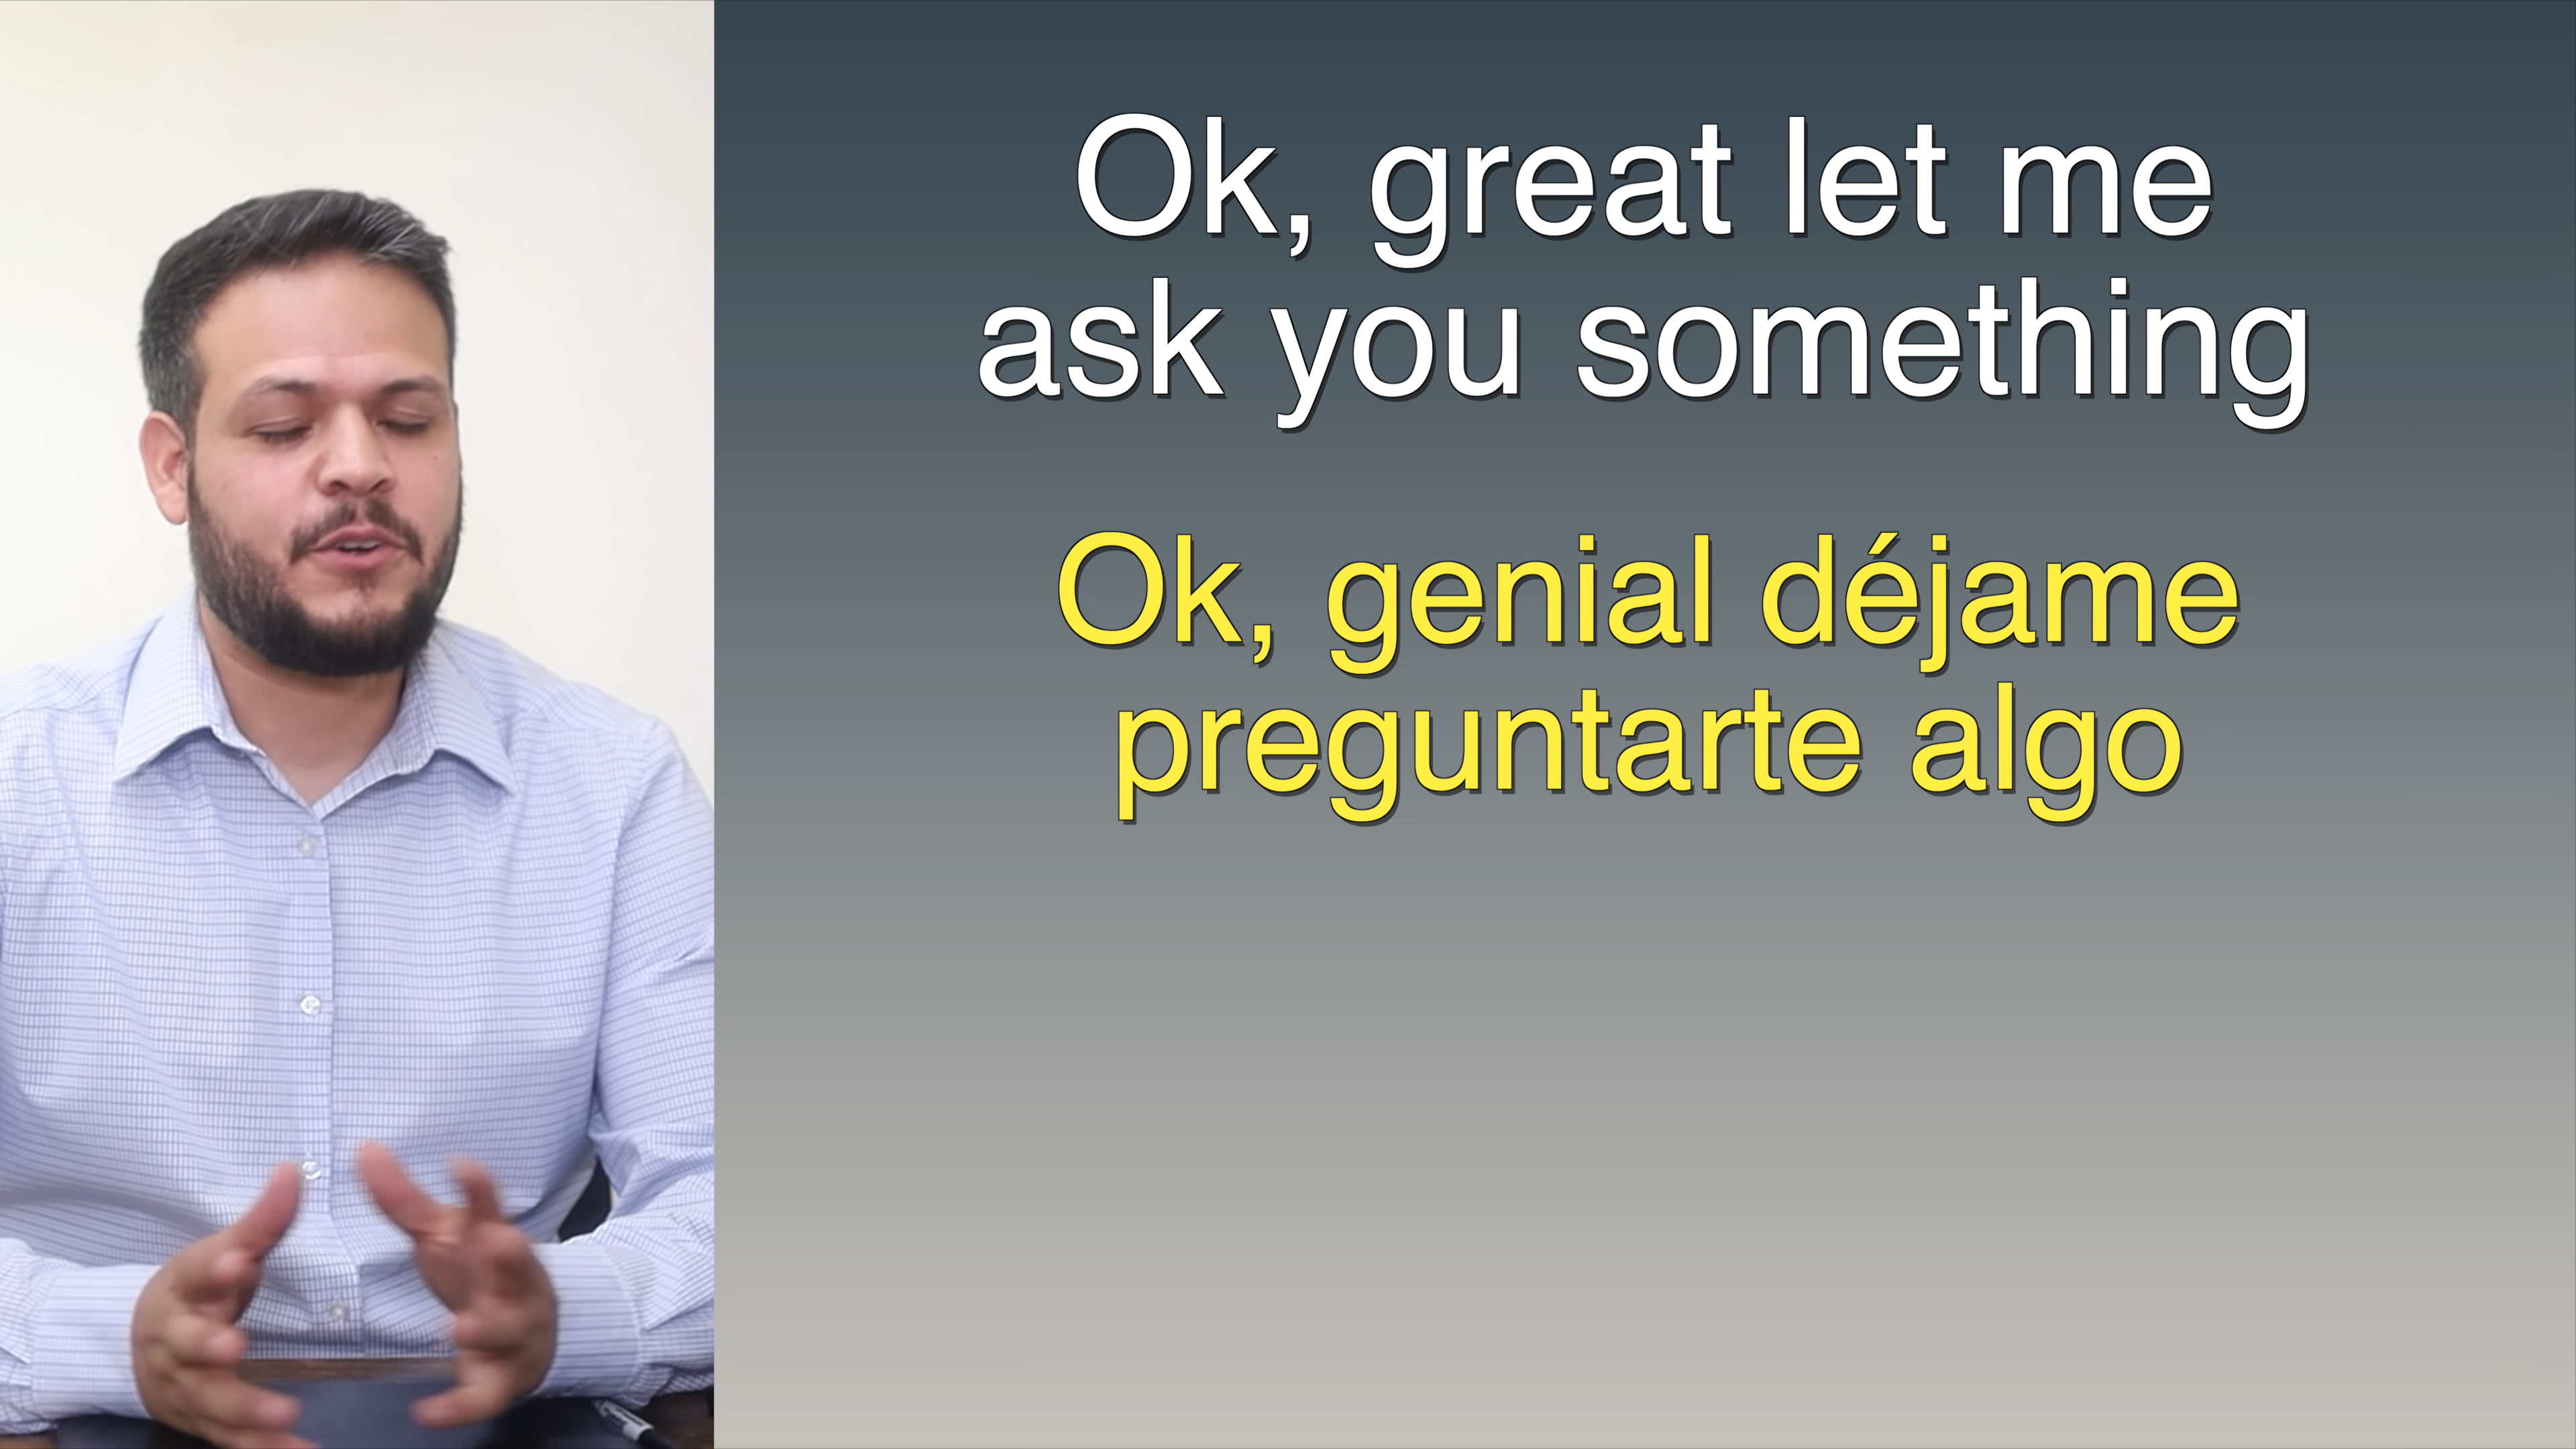 Ok, great let me
ask you something
Ok, genial déjame
preguntarte algo